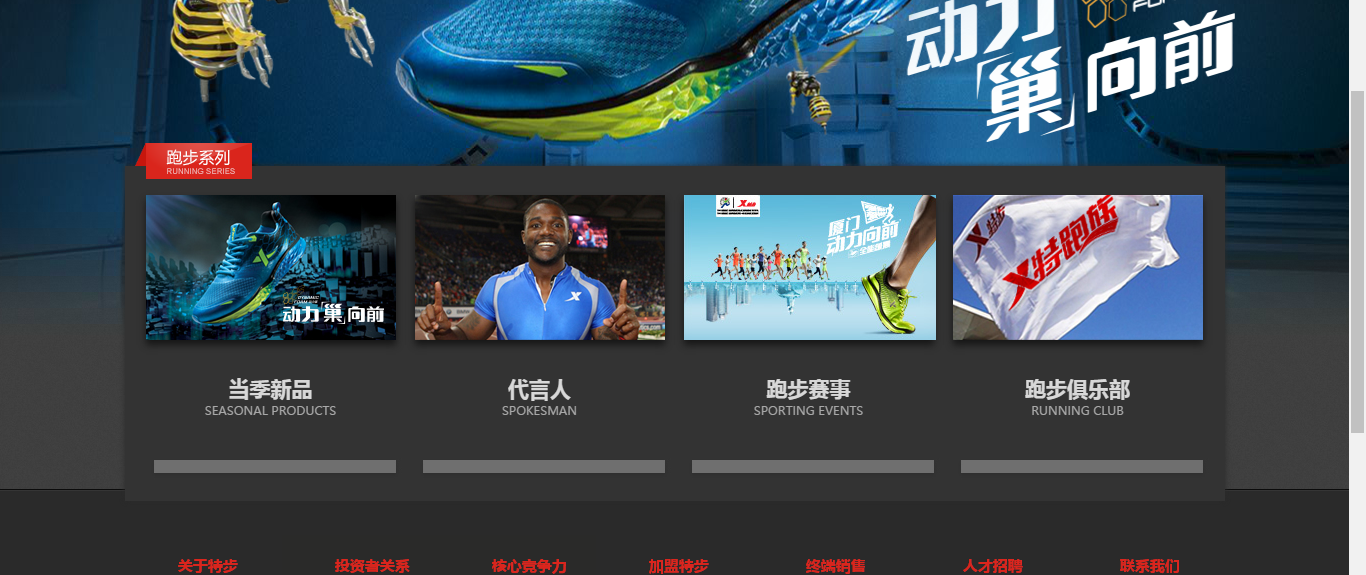 动力
「巢」向前
跑步系列
RUNNING SERIES
DYNAMIC
动力「巢」向前
厦门
动力向前
特跑族
当季新品
SEASONAL PRODUCTS
代言人
SPOKESMAN
跑步赛事
SPORTING EVENTS
跑步俱乐部
RUNNING CLUB
关于特步
投资者关系
核心竞争力
加盟特步
终端销售
人才招聘
联系我们